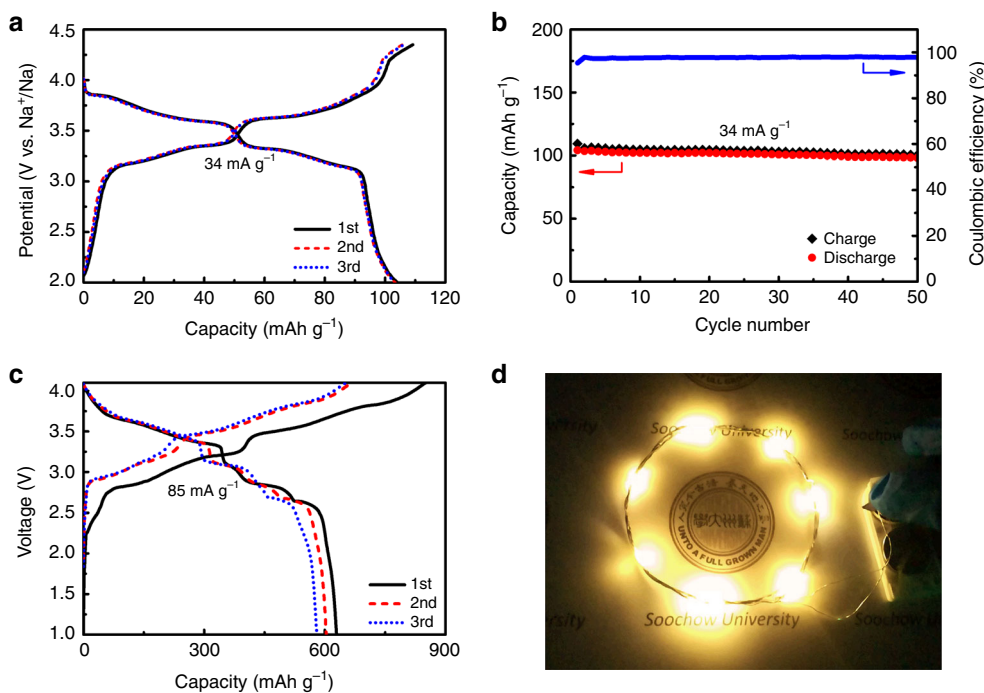 a
4.5
4.0
3.5
3.0
2.5
2.0
Potential (V vs. Na⁺/Na)
34 mA g⁻¹
1st
2nd
3rd
0 20 40 60 80 100 120
Capacity (mAh g⁻¹)
b
200
150
100
50
0
Capacity (mAh g⁻¹)
34 mA g⁻¹
Charge
Discharge
100
80
60
40
20
0
Coulombic efficiency (%)
0 10 20 30 40 50
Cycle number
c
4.0
3.5
3.0
2.5
2.0
1.5
1.0
Voltage (V)
85 mA g⁻¹
1st
2nd
3rd
0 300 600 900
Capacity (mAh g⁻¹)
d
Soochow University
Soochow
UNTO A FULL GROWN MAN
Soochow University